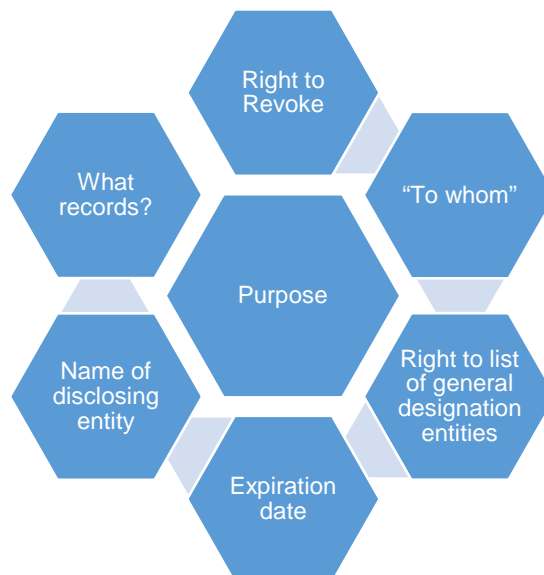 Right to
Revoke
What
records?
“To whom”
Purpose
Name of
disclosing
entity
Right to list
of general
designation
entities
Expiration
date